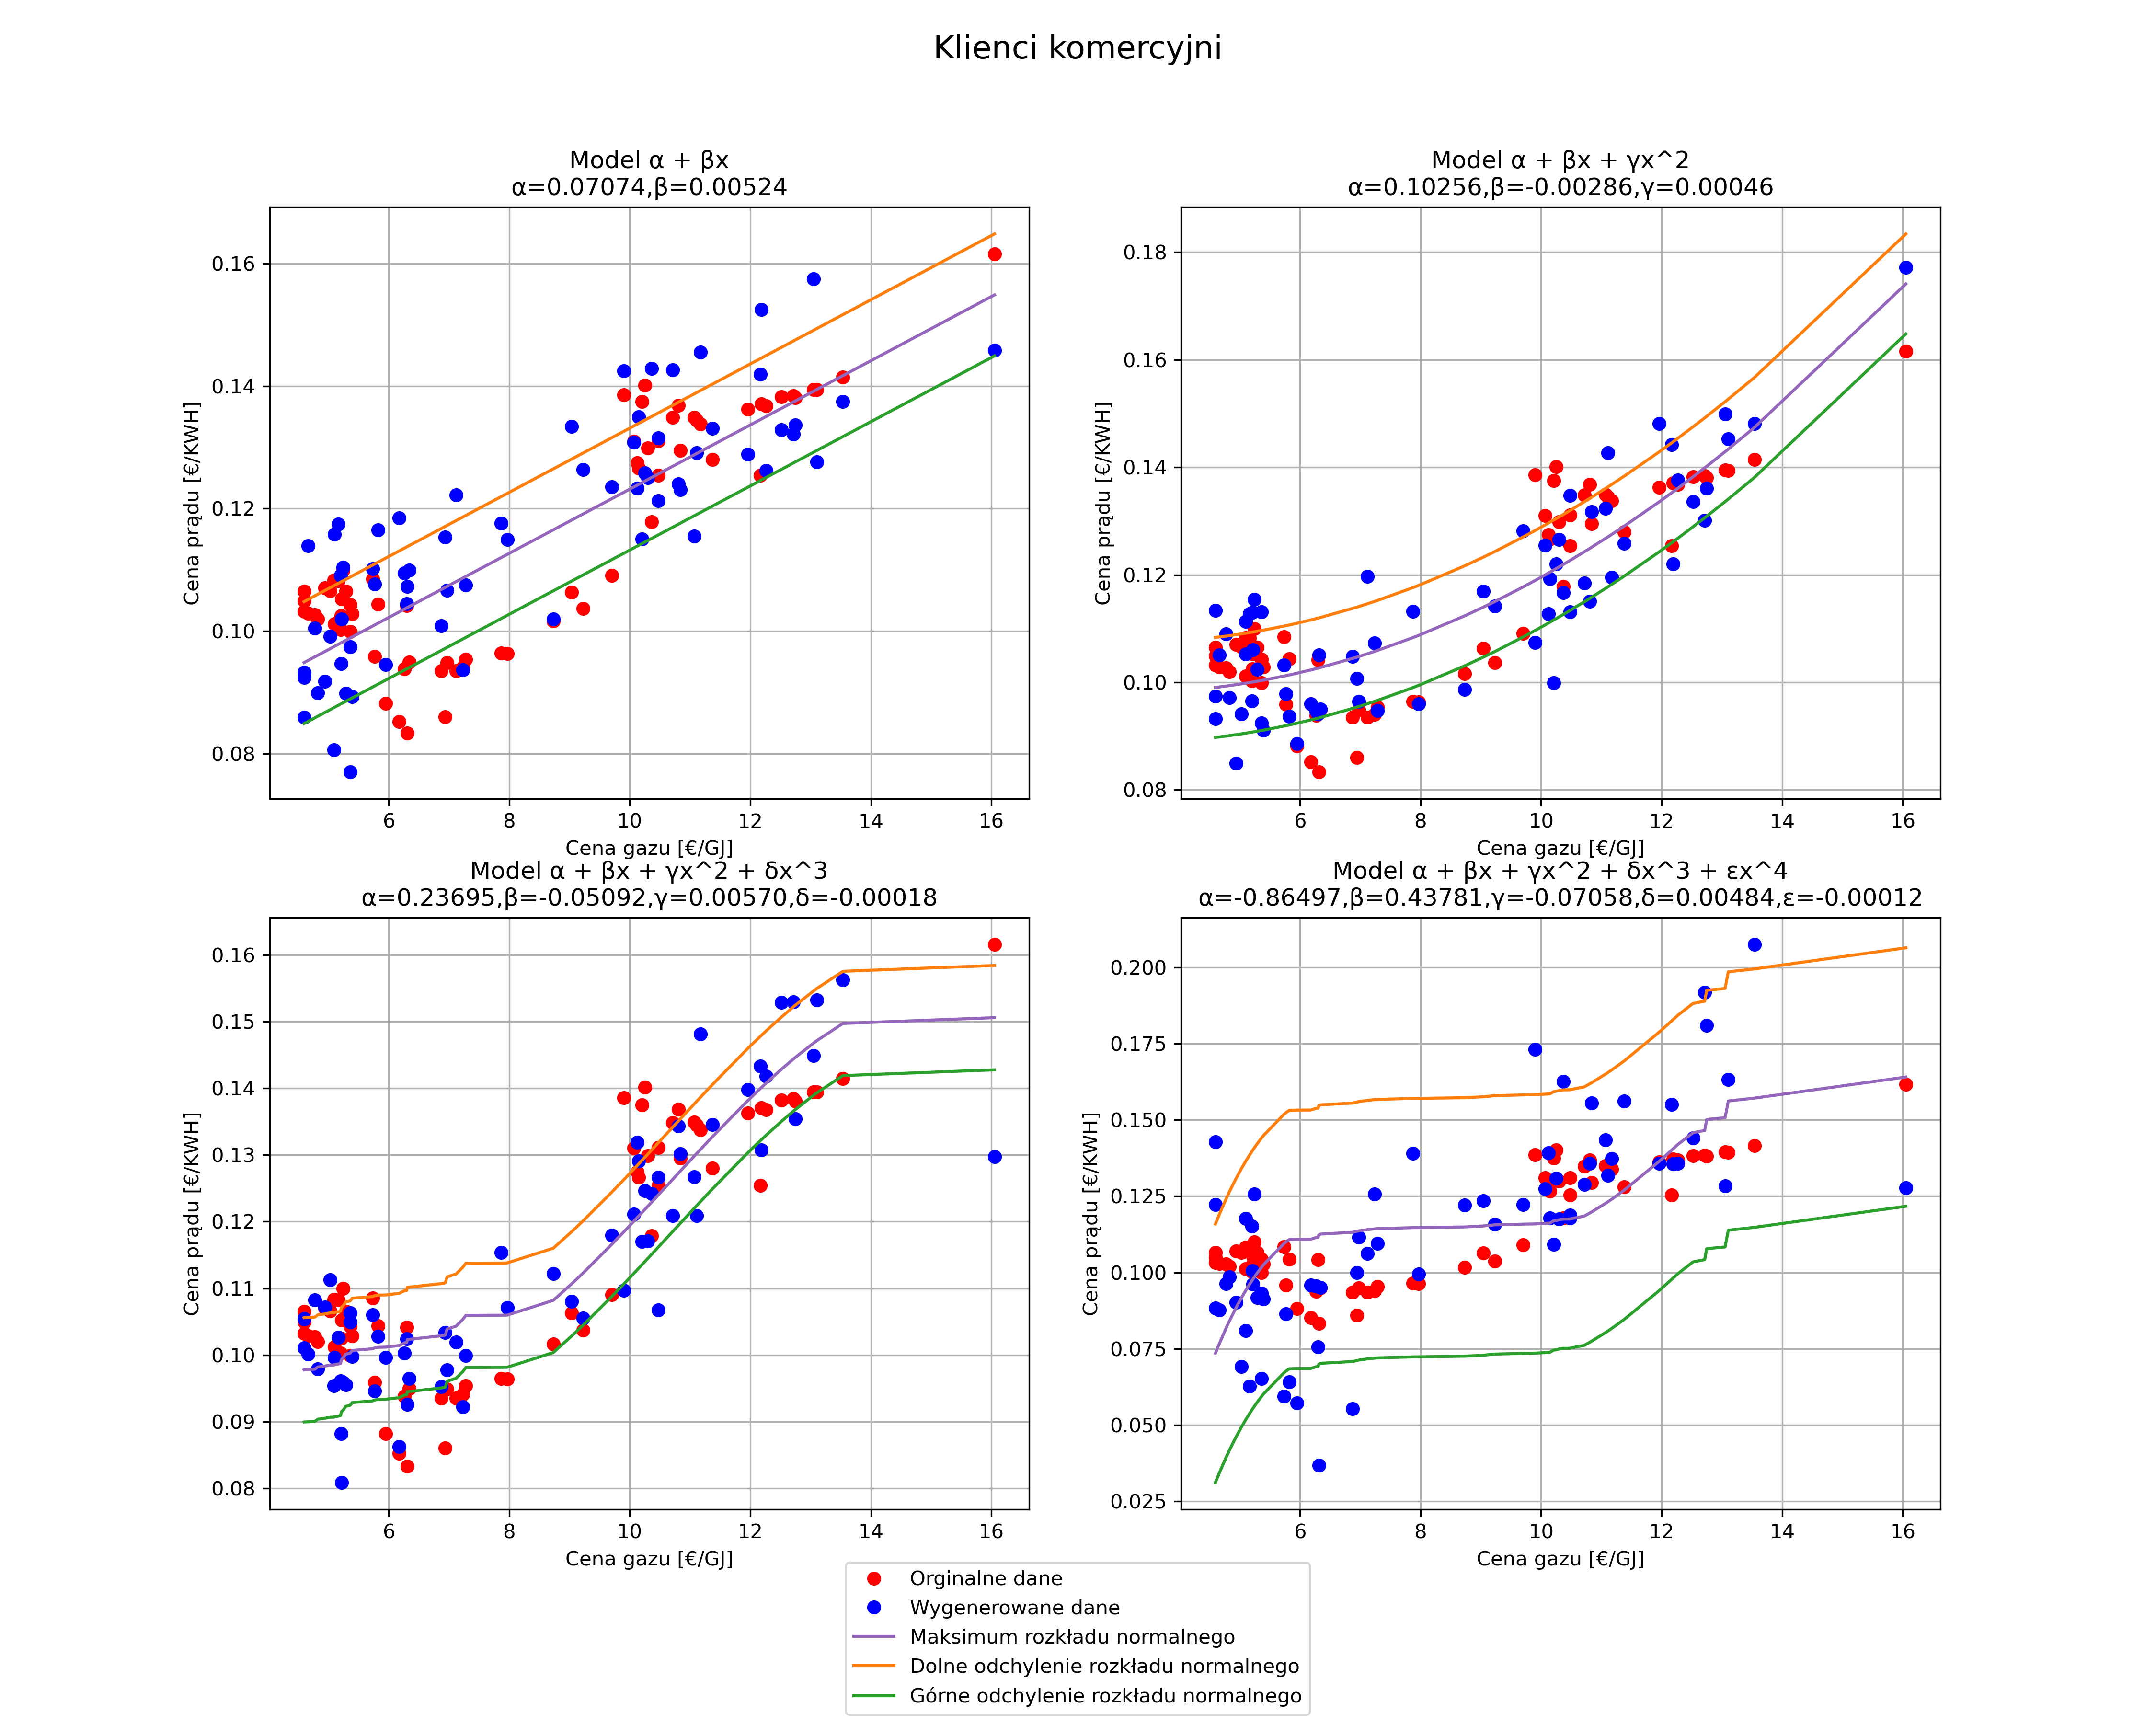 Klienci komercyjni
Model α + βx
α=0.07074,β=0.00524
0.16
0.14
0.12
0.10
0.08
Cena prądu [€/KWH]
6 8 10 12 14 16
Cena gazu [€/GJ]
Model α + βx + γx^2
α=0.10256,β=-0.00286,γ=0.00046
0.18
0.16
0.14
0.12
0.10
0.08
Cena prądu [€/KWH]
6 8 10 12 14 16
Cena gazu [€/GJ]
Model α + βx + γx^2 + δx^3
α=0.23695,β=-0.05092,γ=0.00570,δ=-0.00018
0.16
0.15
0.14
0.13
0.12
0.11
0.10
0.09
0.08
Cena prądu [€/KWH]
6 8 10 12 14 16
Cena gazu [€/GJ]
Model α + βx + γx^2 + δx^3 + εx^4
α=-0.86497,β=0.43781,γ=-0.07058,δ=0.00484,ε=-0.00012
0.200
0.175
0.150
0.125
0.100
0.075
0.050
0.025
Cena prądu [€/KWH]
6 8 10 12 14 16
Cena gazu [€/GJ]
Orginalne dane
Wygenerowane dane
Maksimum rozkładu normalnego
Dolne odchylenie rozkładu normalnego
Górne odchylenie rozkładu normalnego